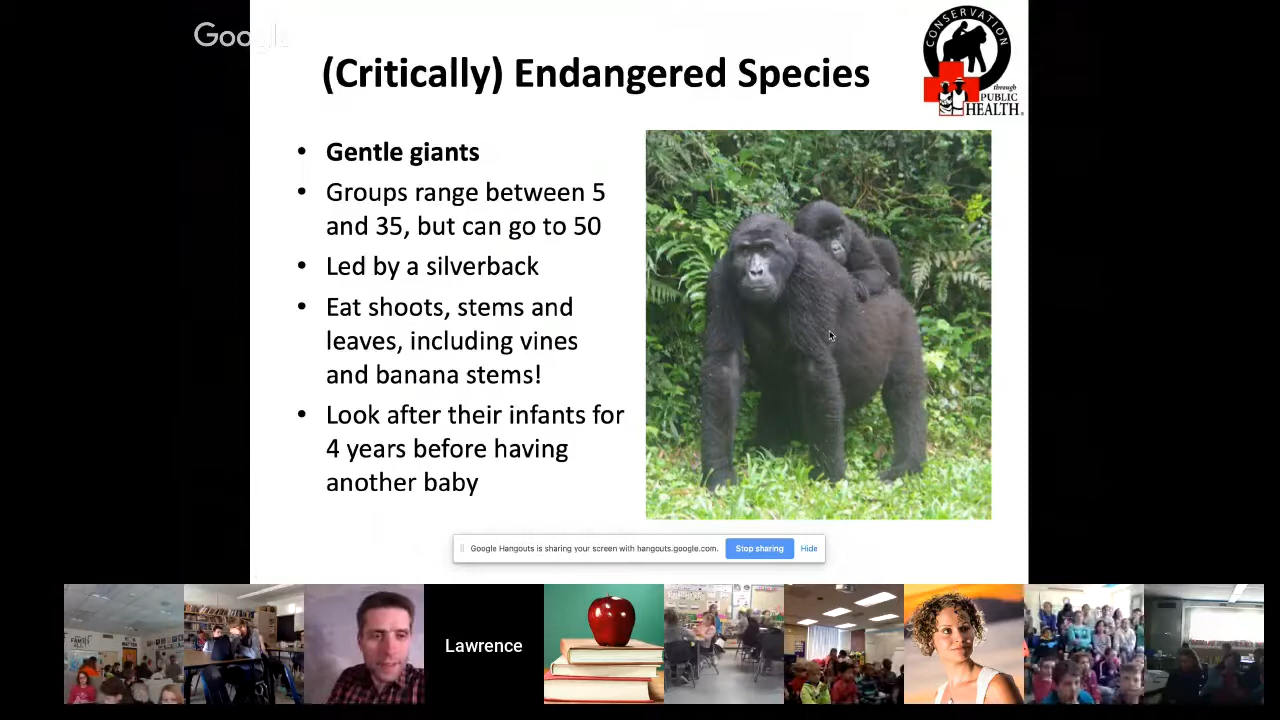 Google
(Critically) Endangered Species
CONSERVATION
through
PUBLIC
HEALTH
• Gentle giants
• Groups range between 5
and 35, but can go to 50
• Led by a silverback
• Eat shoots, stems and
leaves, including vines
and banana stems!
• Look after their infants for
4 years before having
another baby
Google Hangouts is sharing your screen with hangouts.google.com.
Stop sharing
Hide
Lawrence